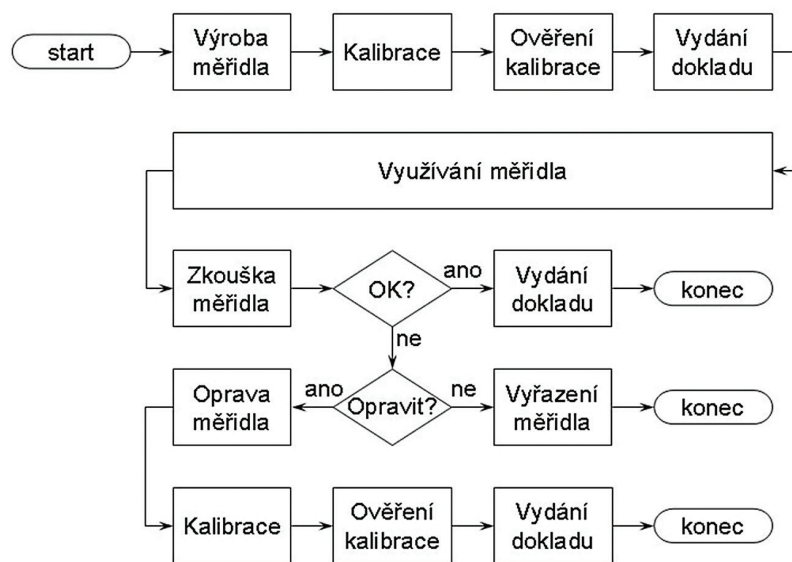 start
Výroba
měřidla
Kalibrace
Ověření
kalibrace
Vydání
dokladu
Využívání měřidla
Zkouška
měřidla
OK?
ano
Vydání
dokladu
konec
ne
Oprava
měřidla
ano
Opravit?
ne
Vyřazení
měřidla
konec
Kalibrace
Ověření
kalibrace
Vydání
dokladu
konec